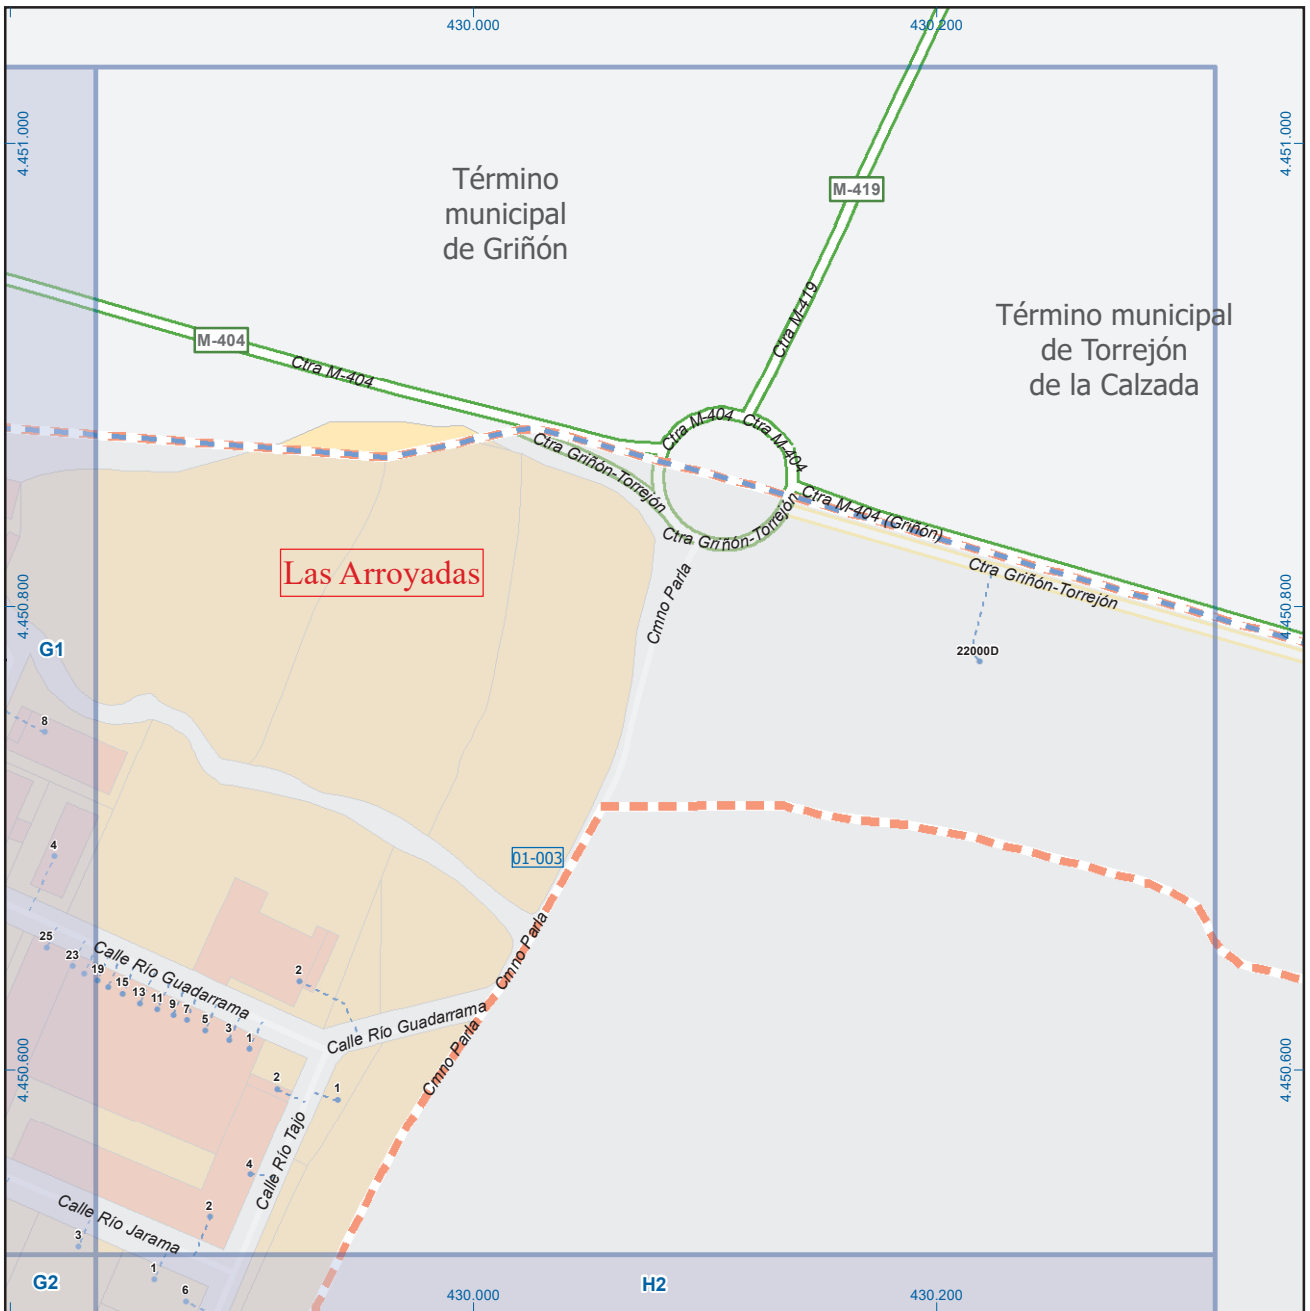 430.000
430.200
4.451.000
4.451.000
Término
municipal
de Griñón
M-419
Ctra M-419
Término municipal
de Torrejón
de la Calzada
M-404
Ctra M-404
Ctra M-404
Ctra M-404
Ctra Griñón-Torrejón
Ctra Griñón-Torrejón
Ctra M-404 (Griñón)
Ctra Griñón-Torrejón
Las Arroyadas
Cmno Parla
4.450.800
4.450.800
G1
22000D
8
4
01-003
25
23
19
15
13
11
9
7
5
3
1
Calle Río Guadarrama
2
Cmno Parla
Calle Río Guadarrama
Cmno Parla
4.450.600
4.450.600
2
1
Calle Río Tajo
4
2
Calle Río Jarama
3
1
6
G2
H2
430.000
430.200